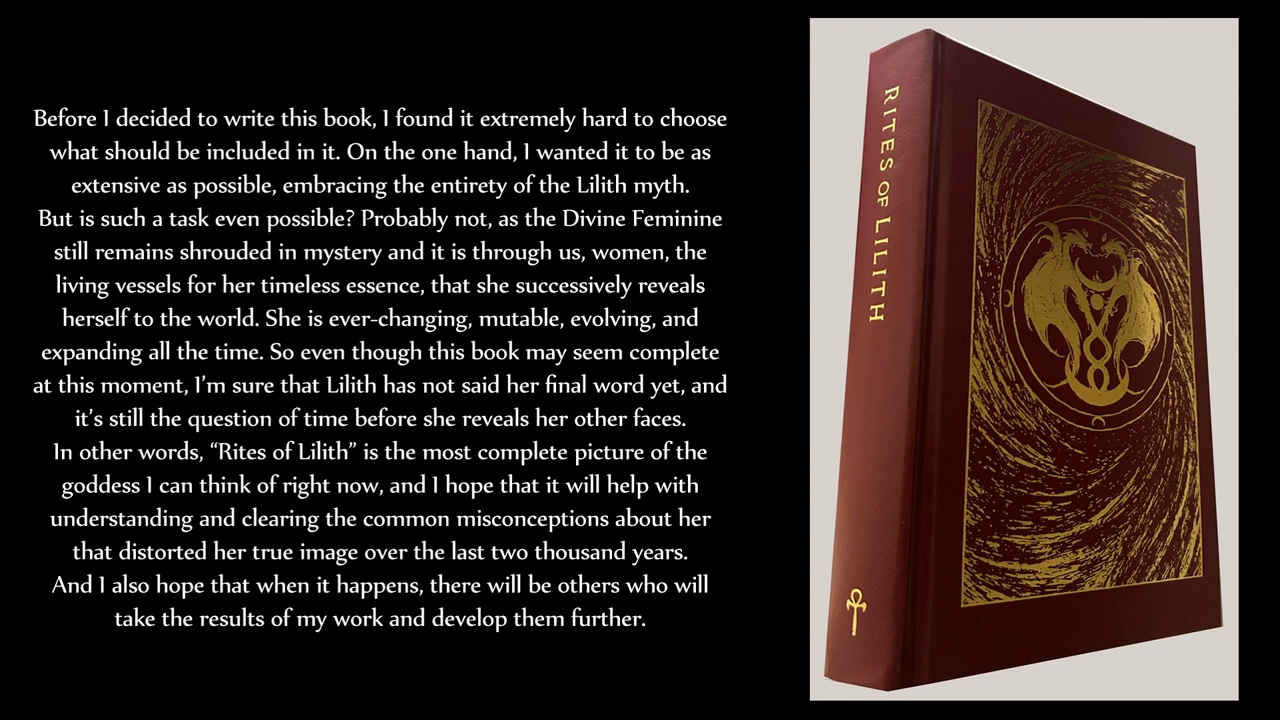 Before I decided to write this book, I found it extremely hard to choose
what should be included in it. On the one hand, I wanted it to be as
extensive as possible, embracing the entirety of the Lilith myth.
But is such a task even possible? Probably not, as the Divine Feminine
still remains shrouded in mystery and it is through us, women, the
living vessels for her timeless essence, that she successively reveals
herself to the world. She is ever-changing, mutable, evolving, and
expanding all the time. So even though this book may seem complete
at this moment, I’m sure that Lilith has not said her final word yet, and
it’s still the question of time before she reveals her other faces.
In other words, “Rites of Lilith” is the most complete picture of the
goddess I can think of right now, and I hope that it will help with
understanding and clearing the common misconceptions about her
that distorted her true image over the last two thousand years.
And I also hope that when it happens, there will be others who will
take the results of my work and develop them further.
RITES OF LILITH